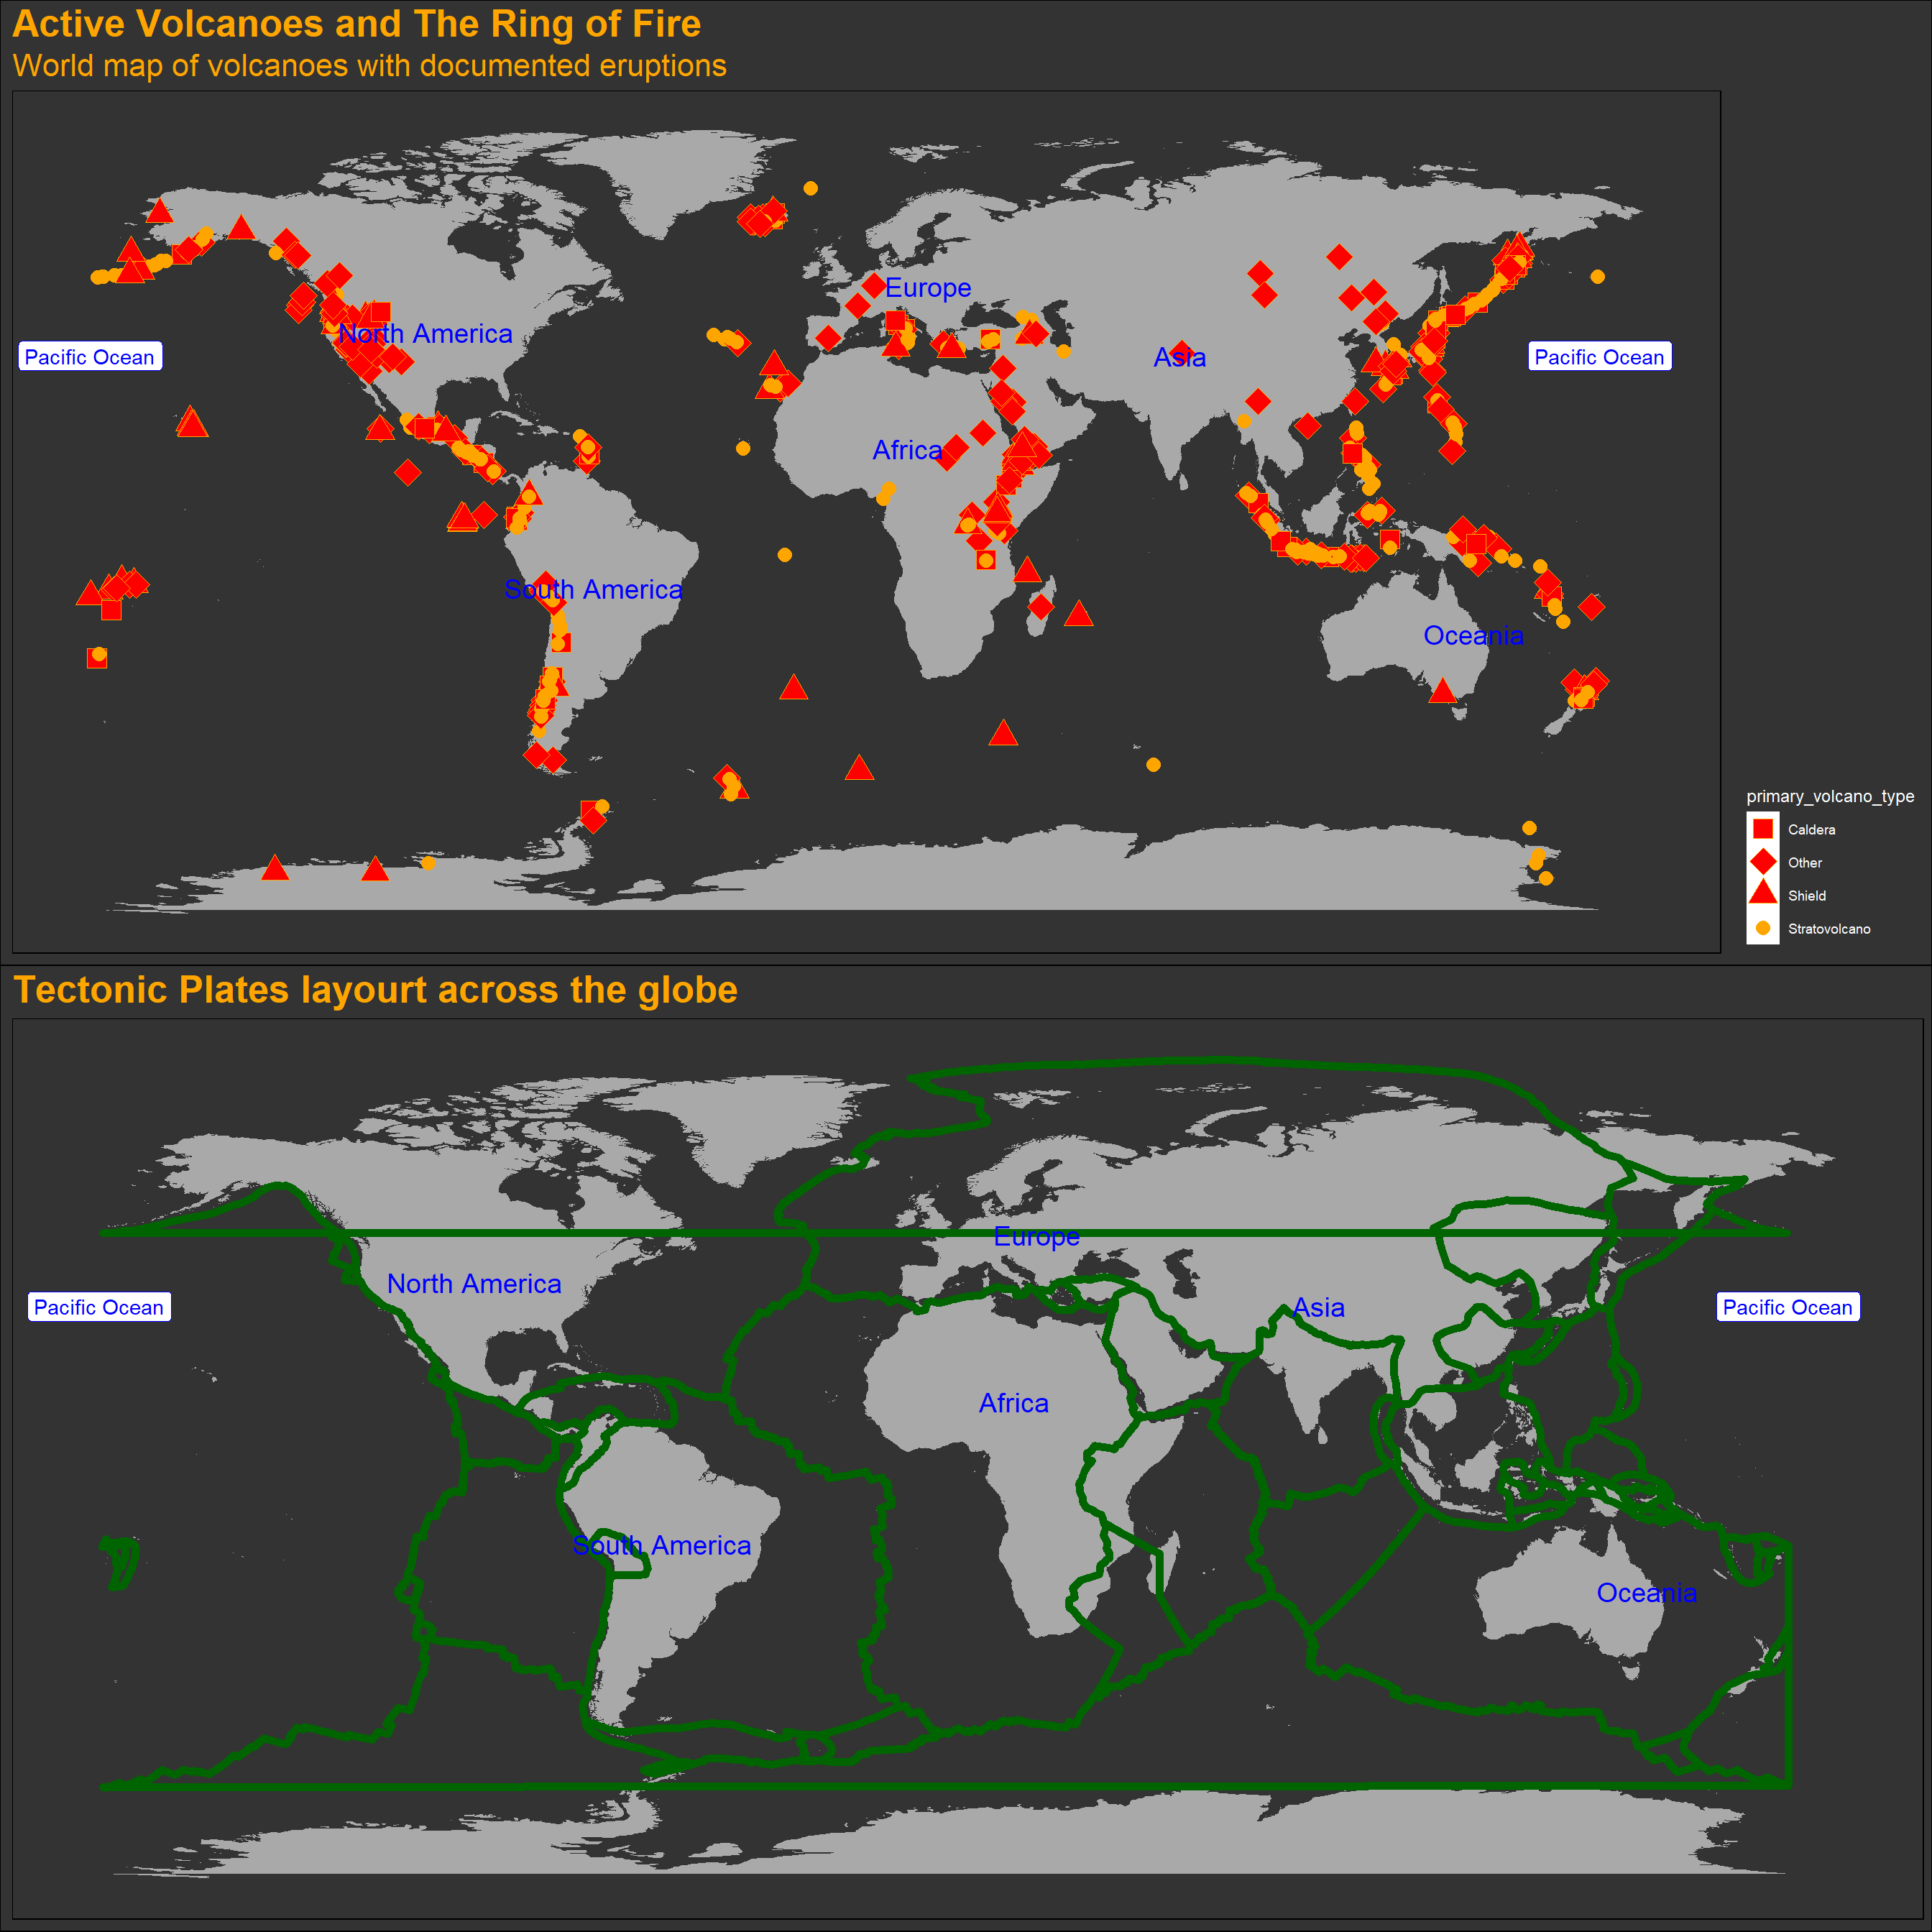 Active Volcanoes and The Ring of Fire
World map of volcanoes with documented eruptions
Europe
North America
Pacific Ocean
Asia
Pacific Ocean
Africa
South America
Oceania
primary_volcano_type
Caldera
Other
Shield
Stratovolcano
Tectonic Plates layourt across the globe
Europe
North America
Pacific Ocean
Asia
Pacific Ocean
Africa
South America
Oceania